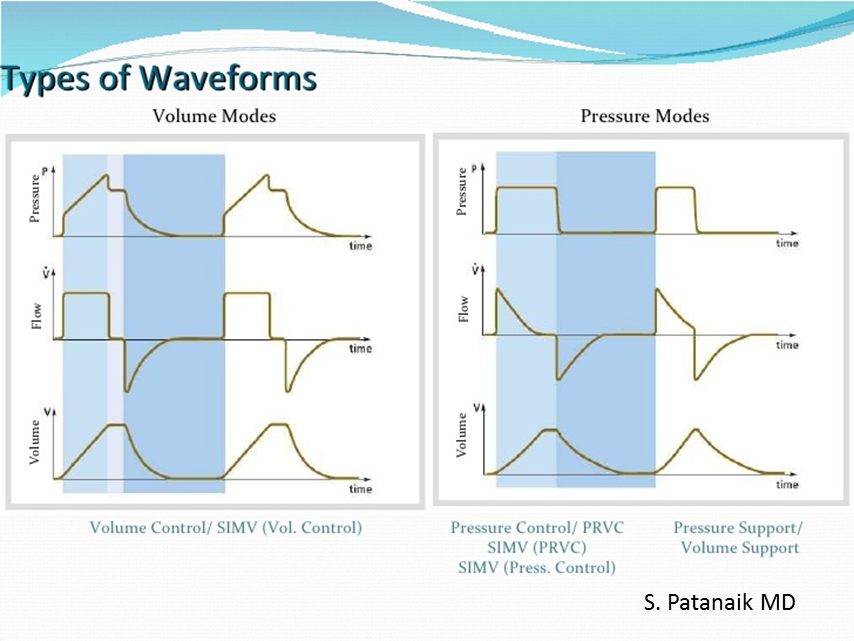 Types of Waveforms
Volume Modes
Pressure
P
time
V̇
Flow
time
V
Volume
time
Pressure Modes
Pressure
P
time
V̇
Flow
time
V
Volume
time
Volume Control/ SIMV (Vol. Control)
Pressure Control/ PRVC
SIMV (PRVC)
SIMV (Press. Control)
Pressure Support/
Volume Support
S. Patanaik MD